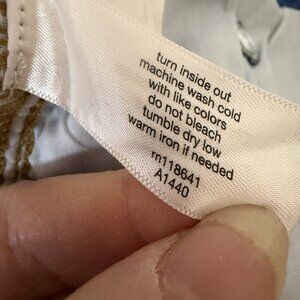 turn inside out
machine wash cold
with like colors
do not bleach
tumble dry low
warm iron if needed
rn118641
A1440